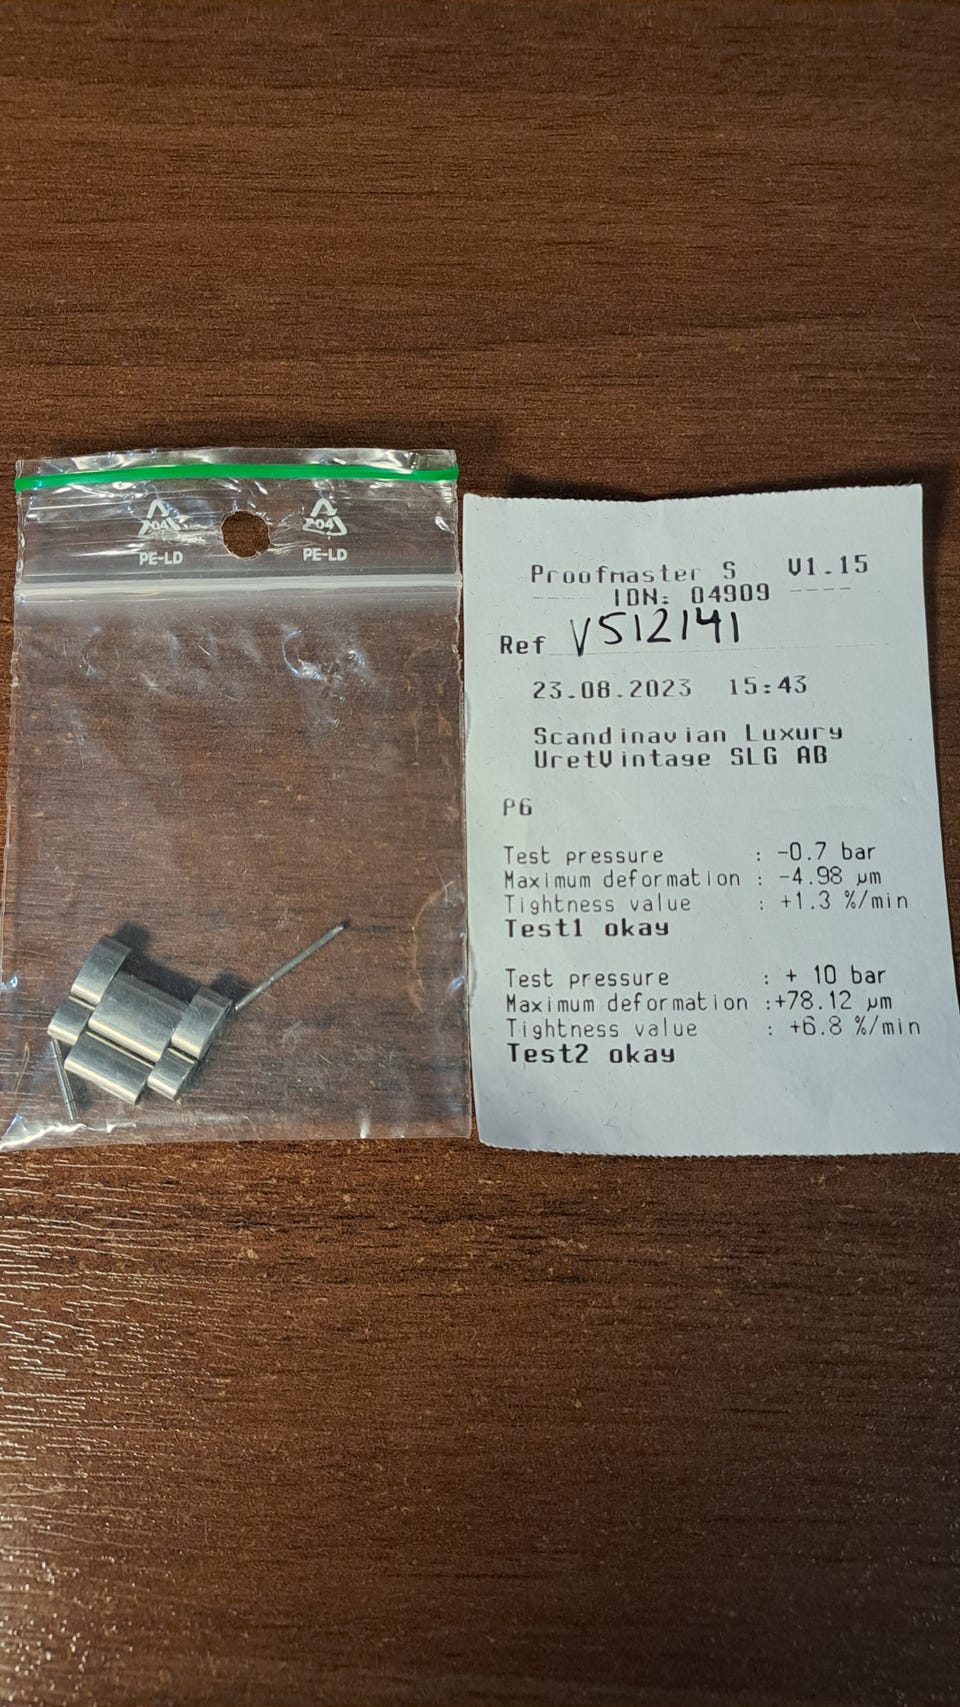 04
PE-LD
04
PE-LD
Proofmaster S V1.15
---- IDN: 04909 ----
Ref V512141
23.08.2023 15:43
Scandinavian Luxury
UretVintage SLG AB
P6
Test pressure : -0.7 bar
Maximum deformation : -4.98 µm
Tightness value : +1.3 %/min
Test1 okay
Test pressure : + 10 bar
Maximum deformation :+78.12 µm
Tightness value : +6.8 %/min
Test2 okay